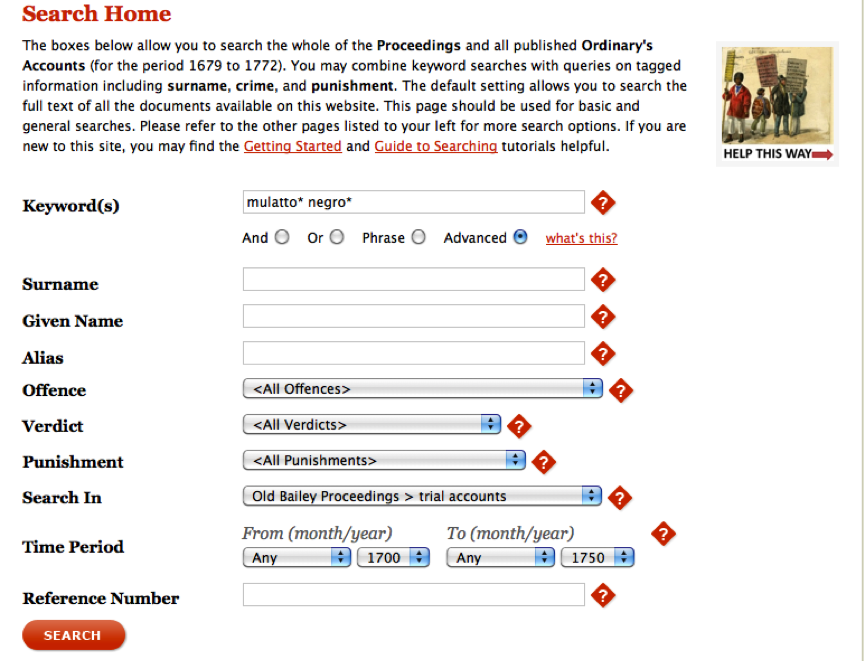 Search Home
The boxes below allow you to search the whole of the Proceedings and all published Ordinary's
Accounts (for the period 1679 to 1772). You may combine keyword searches with queries on tagged
information including surname, crime, and punishment. The default setting allows you to search the
full text of all the documents available on this website. This page should be used for basic and
general searches. Please refer to the other pages listed to your left for more search options. If you are
new to this site, you may find the Getting Started and Guide to Searching tutorials helpful.
HELP THIS WAY
Keyword(s) mulatto* negro* ?
And Or Phrase Advanced what's this?
Surname ?
Given Name ?
Alias ?
Offence <All Offences> ?
Verdict <All Verdicts> ?
Punishment <All Punishments> ?
Search In Old Bailey Proceedings > trial accounts ?
From (month/year) To (month/year) ?
Time Period Any 1700 Any 1750
Reference Number ?
SEARCH